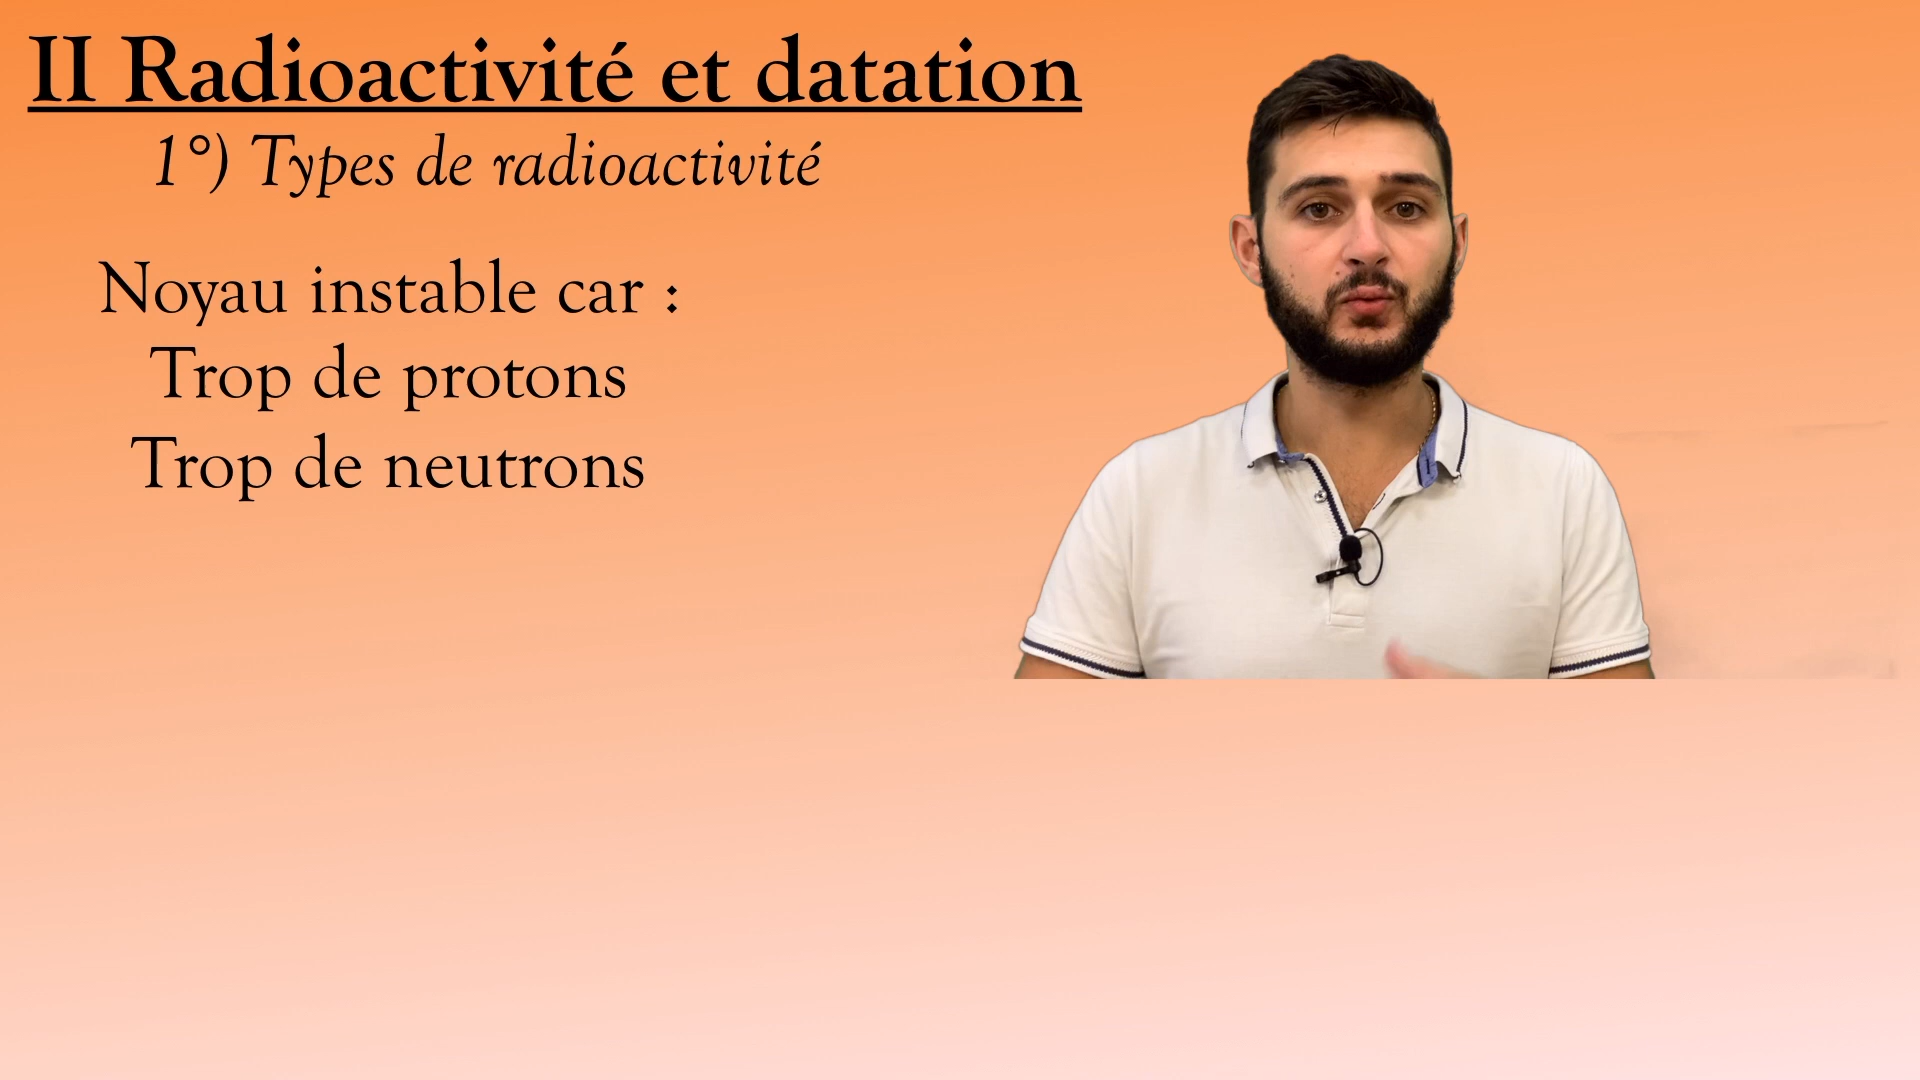 II Radioactivité et datation
1°) Types de radioactivité
Noyau instable car :
Trop de protons
Trop de neutrons